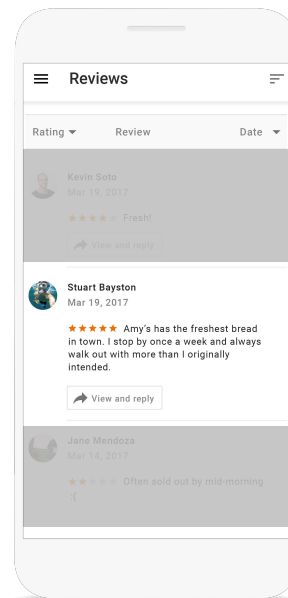 Reviews
Rating Review Date
Kevin Soto
Mar 19, 2017
Fresh!
View and reply
Stuart Bayston
Mar 19, 2017
Amy's has the freshest bread
in town. I stop by once a week and always
walk out with more than I originally
intended.
View and reply
Jane Mendoza
Mar 14, 2017
Often sold out by mid-morning
:(